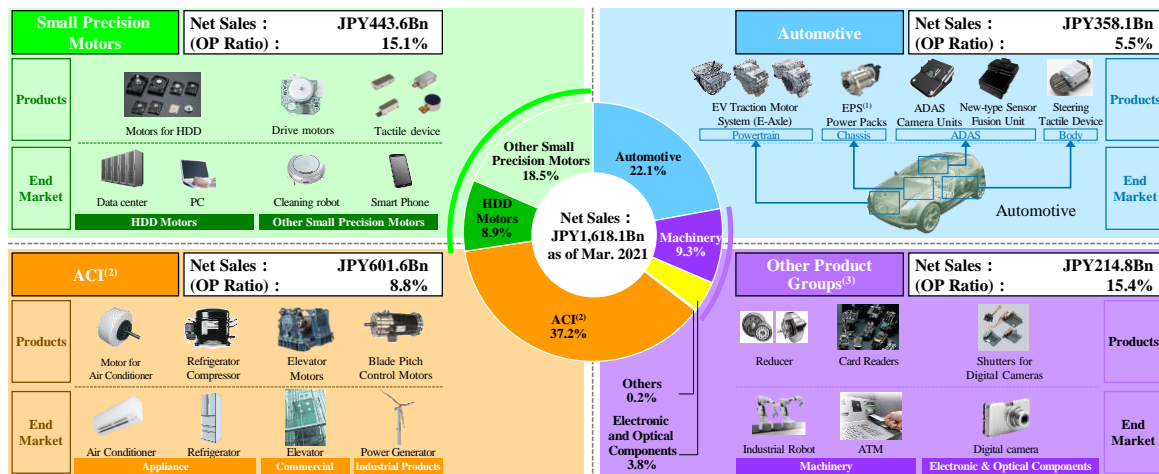 Small Precision
Motors
Net Sales： JPY443.6Bn
(OP Ratio)： 15.1%
Products
Motors for HDD
Drive motors
Tactile device
End
Market
Data center
PC
Cleaning robot
Smart Phone
HDD Motors
Other Small Precision Motors
Automotive
Net Sales： JPY358.1Bn
(OP Ratio)： 5.5%
EV Traction Motor
System (E-Axle)
EPS(1)
Power Packs
ADAS
Camera Units
New-type Sensor
Fusion Unit
Steering
Tactile Device
Powertrain
Chassis
ADAS
Body
Products
End
Market
Automotive
Other Small
Precision Motors
18.5%
Automotive
22.1%
HDD
Motors
8.9%
Net Sales：
JPY1,618.1Bn
as of Mar. 2021
Machinery
9.3%
ACI(2)
37.2%
Others
0.2%
Electronic
and Optical
Components
3.8%
ACI(2)
Net Sales： JPY601.6Bn
(OP Ratio)： 8.8%
Products
Motor for
Air Conditioner
Refrigerator
Compressor
Elevator
Motors
Blade Pitch
Control Motors
End
Market
Air Conditioner
Refrigerator
Elevator
Power Generator
Appliance
Commercial
Industrial Products
Other Product
Groups(3)
Net Sales： JPY214.8Bn
(OP Ratio)： 15.4%
Reducer
Card Readers
Shutters for
Digital Cameras
Products
Industrial Robot
ATM
Digital camera
End
Market
Machinery
Electronic & Optical Components